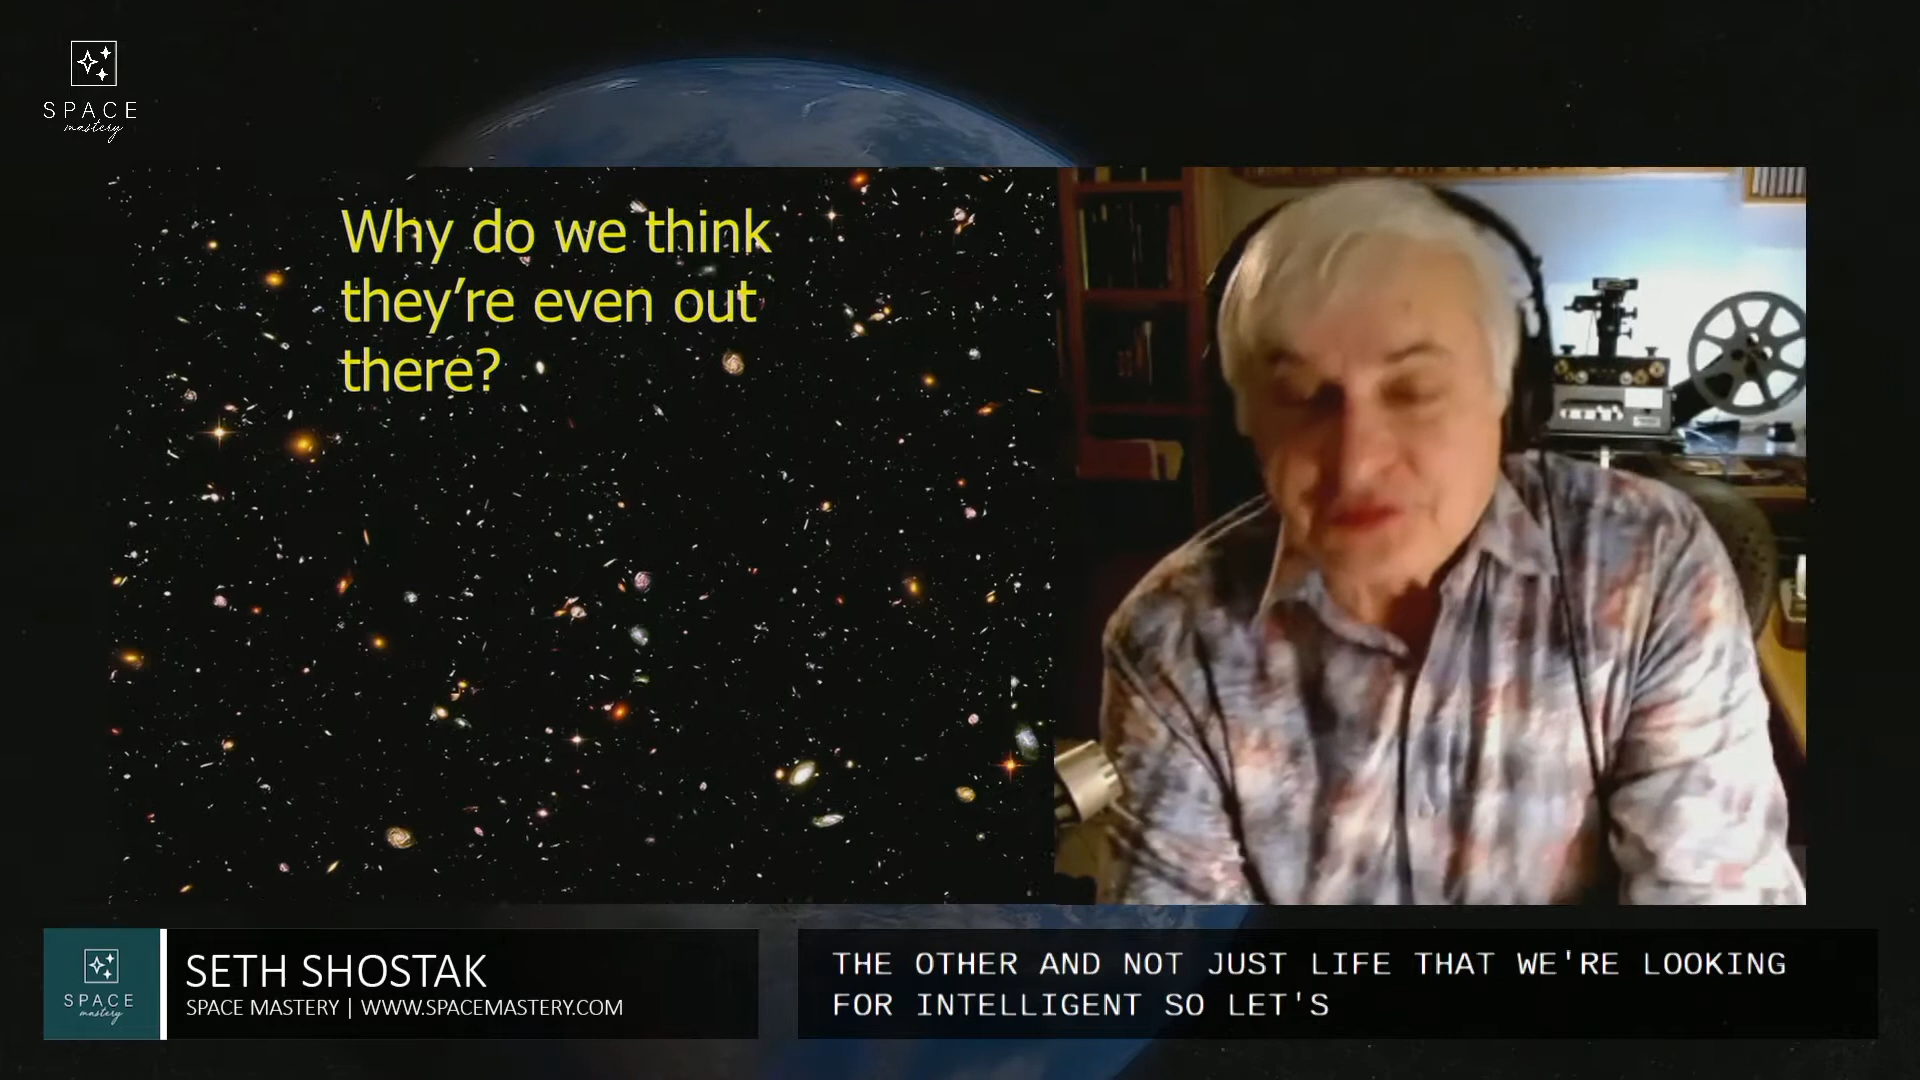 SPACE
mastery
Why do we think
they're even out
there?
SPACE
mastery
SETH SHOSTAK
SPACE MASTERY | WWW.SPACEMASTERY.COM
THE OTHER AND NOT JUST LIFE THAT WE'RE LOOKING
FOR INTELLIGENT SO LET'S